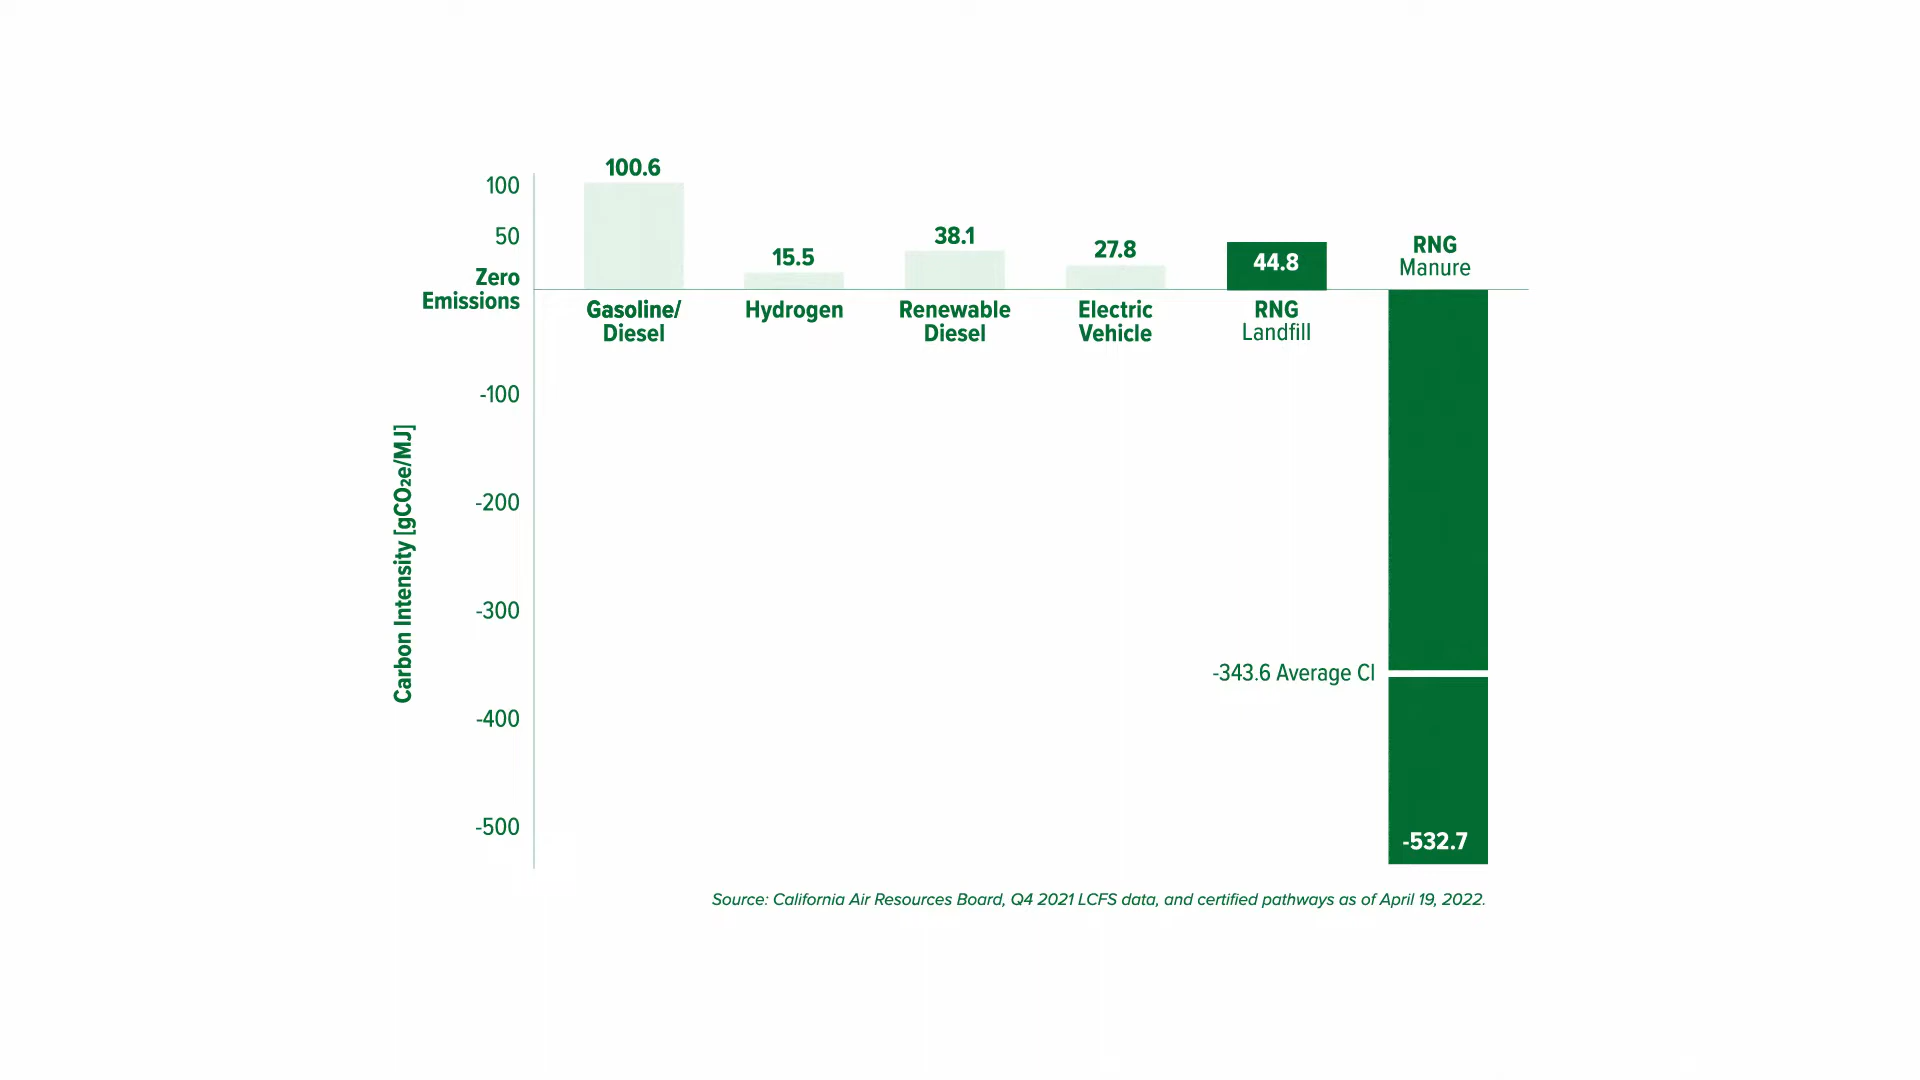 100.6
100
50
Zero
Emissions
-100
-200
-300
-400
-500
Carbon Intensity [gCO₂e/MJ]
15.5
38.1
27.8
44.8
RNG
Manure
Gasoline/
Diesel
Hydrogen
Renewable
Diesel
Electric
Vehicle
RNG
Landfill
-343.6 Average CI
-532.7
Source: California Air Resources Board, Q4 2021 LCFS data, and certified pathways as of April 19, 2022.